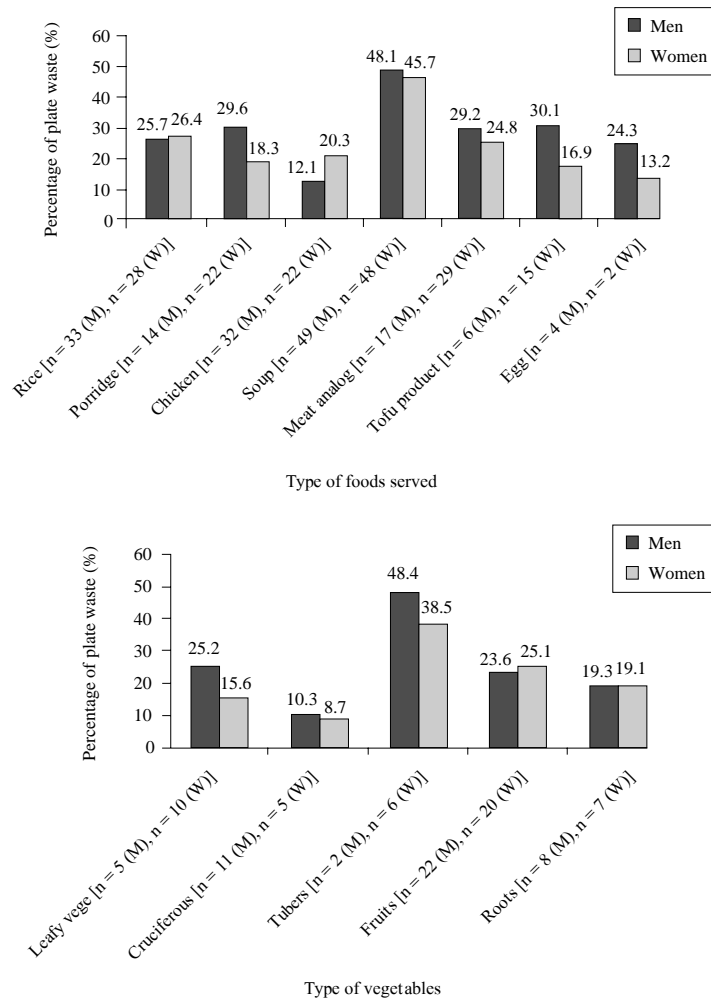 Men
Women
Percentage of plate waste (%)
60
50
40
30
20
10
0
25.7
26.4
29.6
18.3
12.1
20.3
48.1
45.7
29.2
24.8
30.1
16.9
24.3
13.2
Rice [n = 33 (M), n = 28 (W)]
Porridge [n = 14 (M), n = 22 (W)]
Chicken [n = 32 (M), n = 22 (W)]
Soup [n = 49 (M), n = 48 (W)]
Meat analog [n = 17 (M), n = 29 (W)]
Tofu product [n = 6 (M), n = 15 (W)]
Egg [n = 4 (M), n = 2 (W)]
Type of foods served
Men
Women
Percentage of plate waste (%)
60
50
40
30
20
10
0
25.2
15.6
10.3
8.7
48.4
38.5
23.6
25.1
19.3
19.1
Leafy vege [n = 5 (M), n = 10 (W)]
Cruciferous [n = 11 (M), n = 5 (W)]
Tubers [n = 2 (M), n = 6 (W)]
Fruits [n = 22 (M), n = 20 (W)]
Roots [n = 8 (M), n = 7 (W)]
Type of vegetables